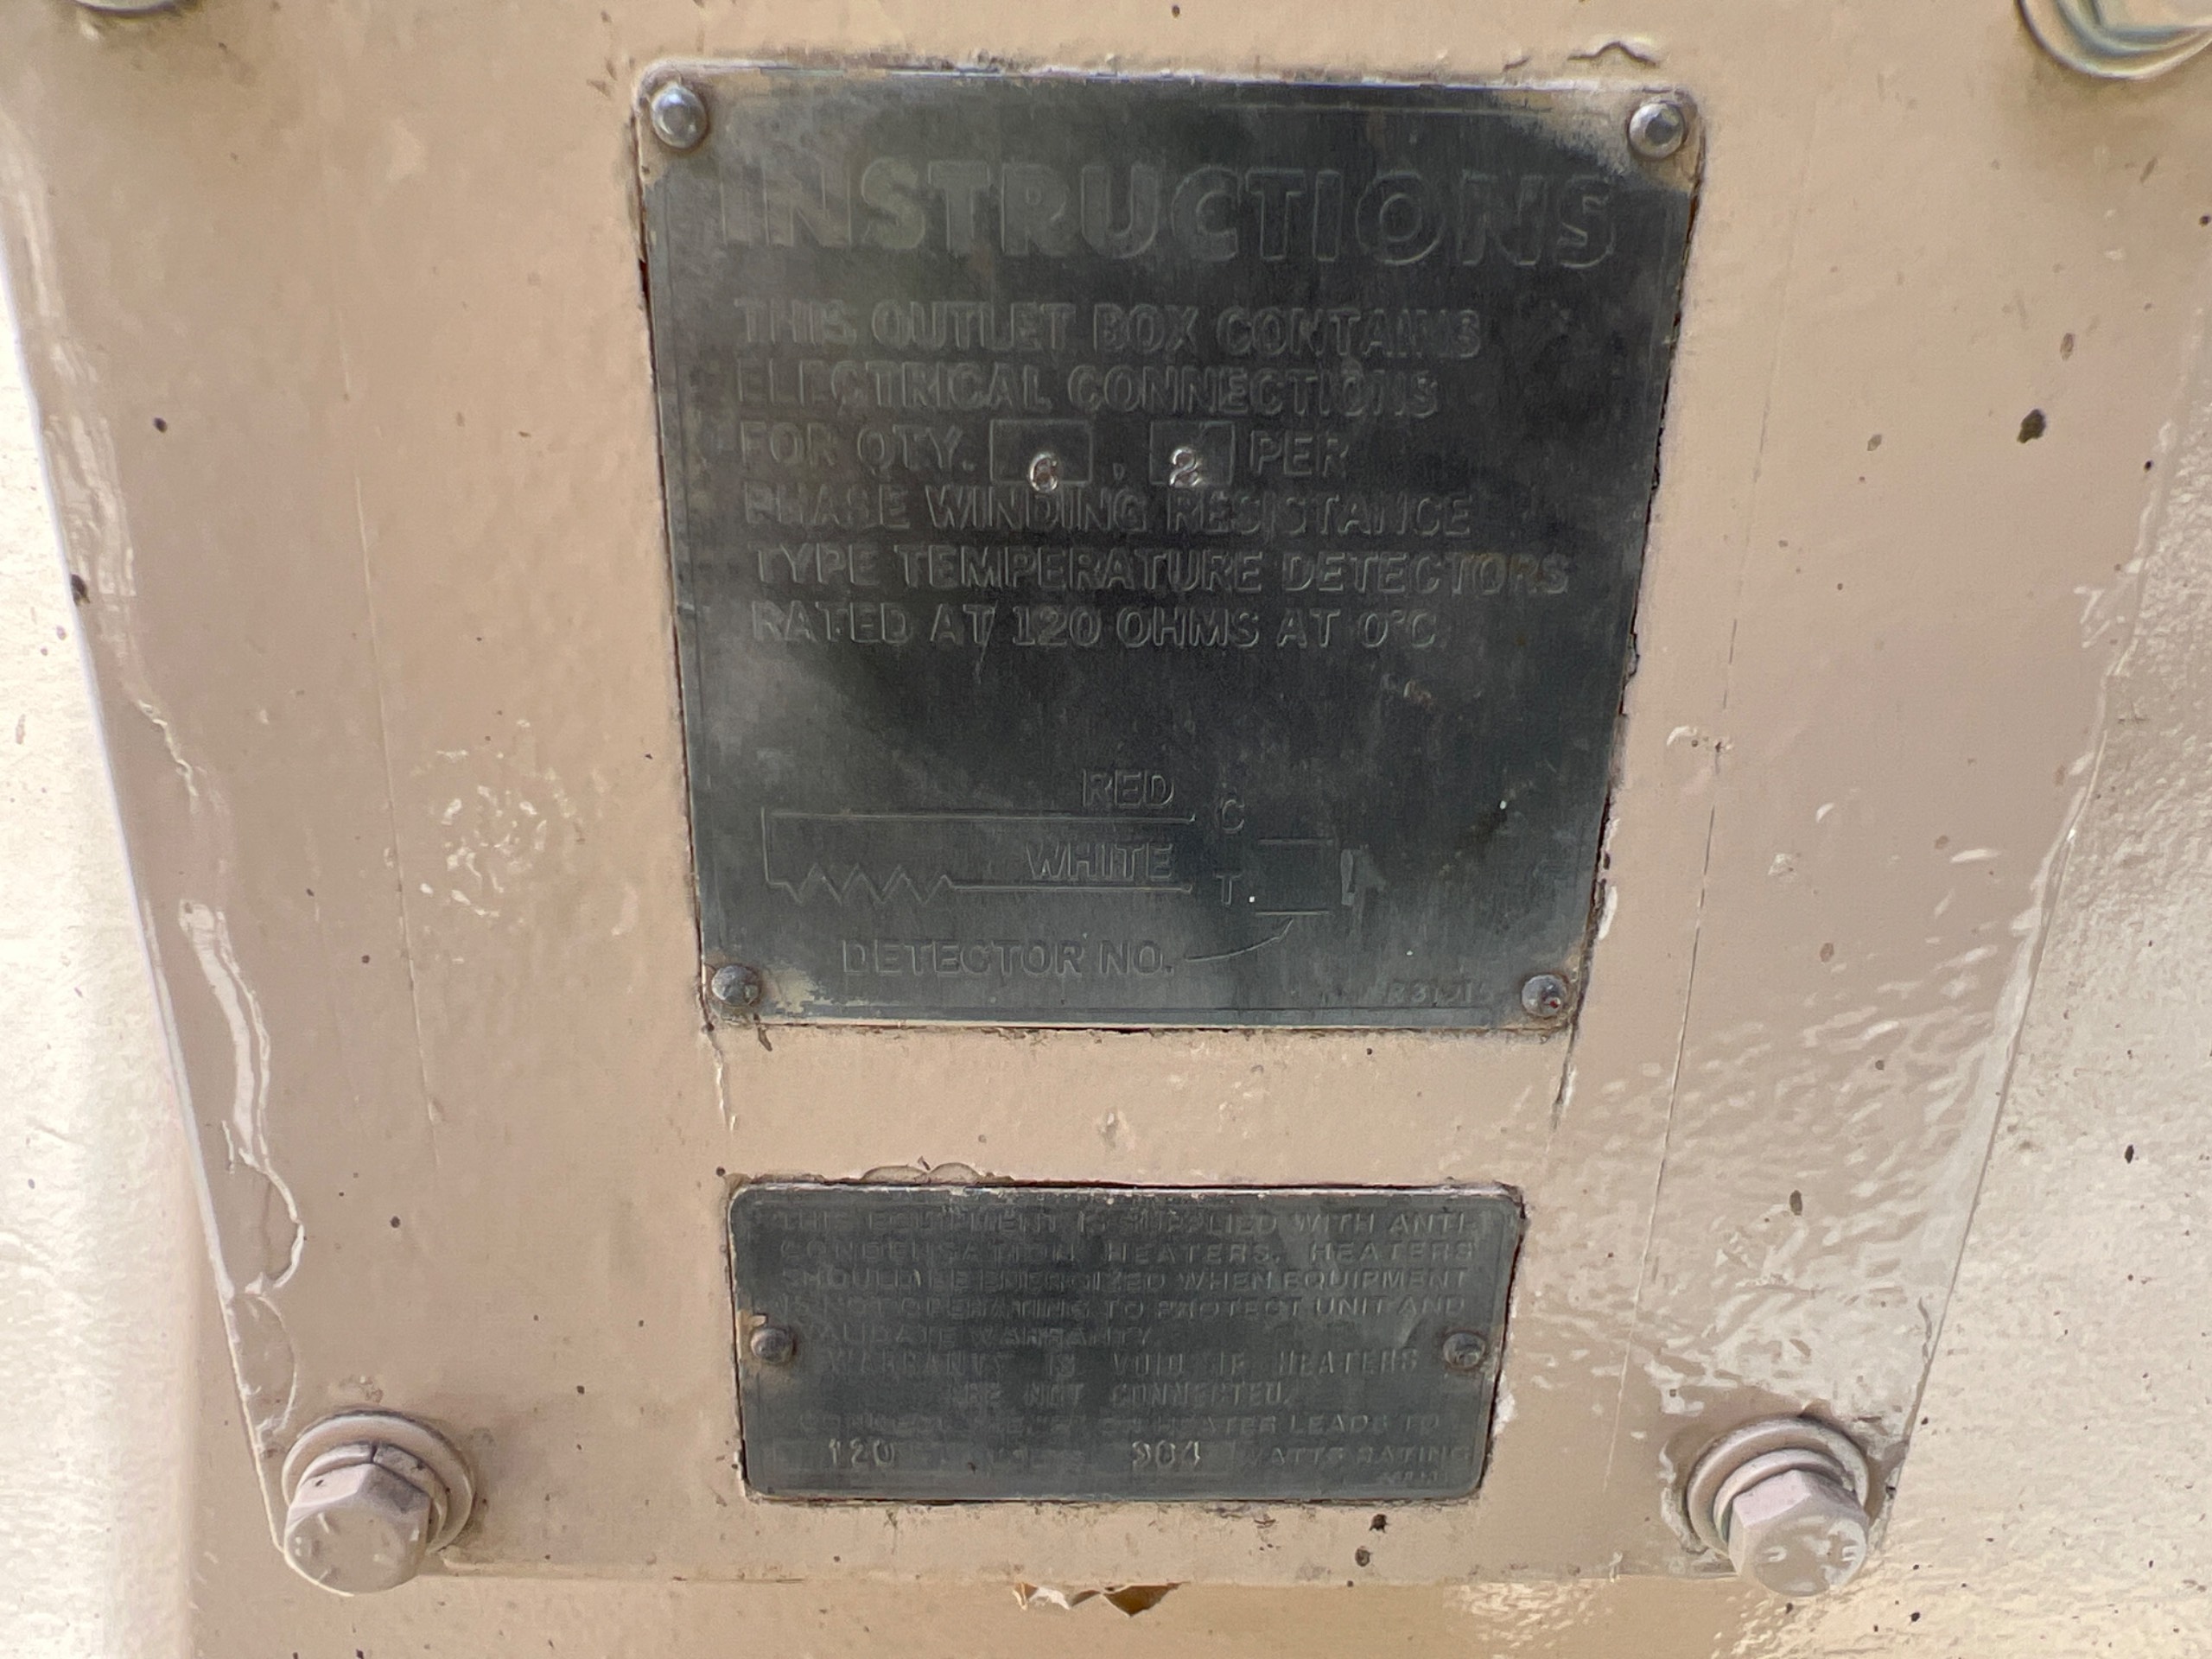 INSTRUCTIONS
THIS OUTLET BOX CONTAINS
ELECTRICAL CONNECTIONS
FOR QTY. 6 , 2 PER
PHASE WINDING RESISTANCE
TYPE TEMPERATURE DETECTORS
RATED AT 120 OHMS AT 0°C
RED
C
WHITE
T
DETECTOR NO.
THIS EQUIPMENT IS SUPPLIED WITH ANTI-
CONDENSATION HEATERS. HEATERS
SHOULD BE ENERGIZED WHEN EQUIPMENT
IS NOT OPERATING TO PROTECT UNIT AND
VALIDATE WARRANTY
WARRANTY IS VOID IF HEATERS
ARE NOT CONNECTED.
HEATER LEADS TO
120 WATTS RATING